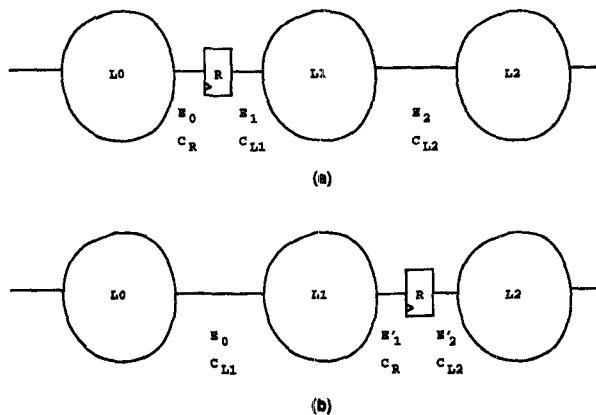 L0 R L1 L2
E0 E1 E2
CR CL1 CL2
(a)
L0 L1 R L2
E0 E'1 E'2
CL1 CR CL2
(b)